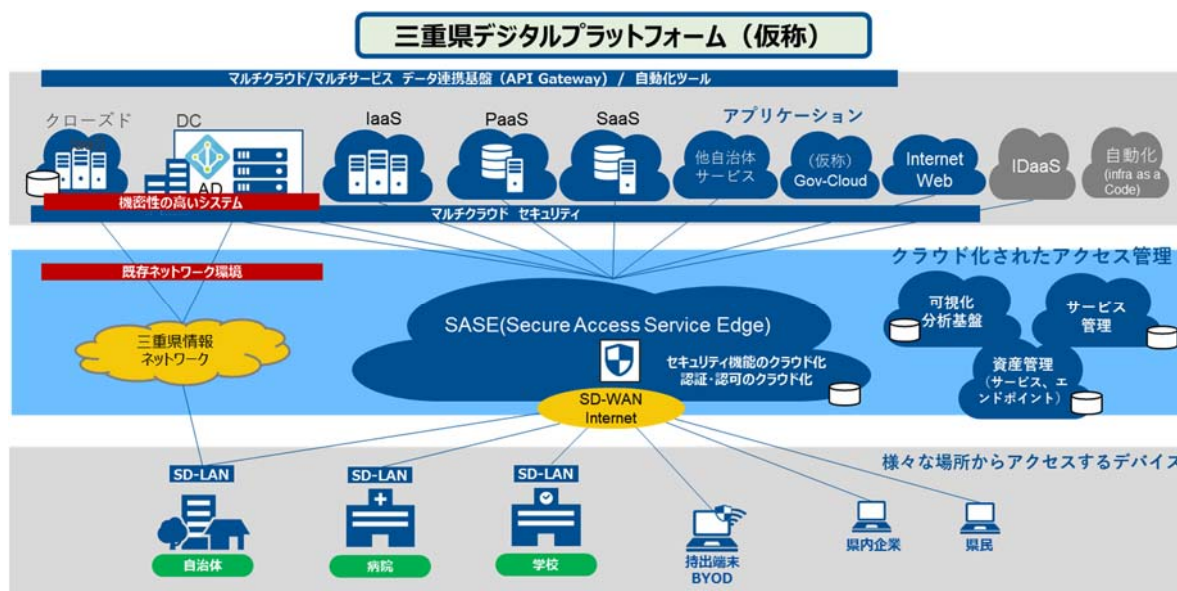 三重県デジタルプラットフォーム（仮称）
マルチクラウド/マルチサービス データ連携基盤（API Gateway） / 自動化ツール
クローズド
DC
AD
IaaS
PaaS
SaaS
アプリケーション
他自治体
サービス
（仮称）
Gov-Cloud
Internet
Web
IDaaS
自動化
(infra as a
Code)
機密性の高いシステム
マルチクラウド セキュリティ
既存ネットワーク環境
クラウド化されたアクセス管理
三重県情報
ネットワーク
SASE(Secure Access Service Edge)
セキュリティ機能のクラウド化
認証・認可のクラウド化
可視化
分析基盤
サービス
管理
資産管理
（サービス、エ
ンドポイント）
SD-WAN
Internet
様々な場所からアクセスするデバイス
SD-LAN
SD-LAN
SD-LAN
自治体
病院
学校
持出端末
BYOD
県内企業
県民